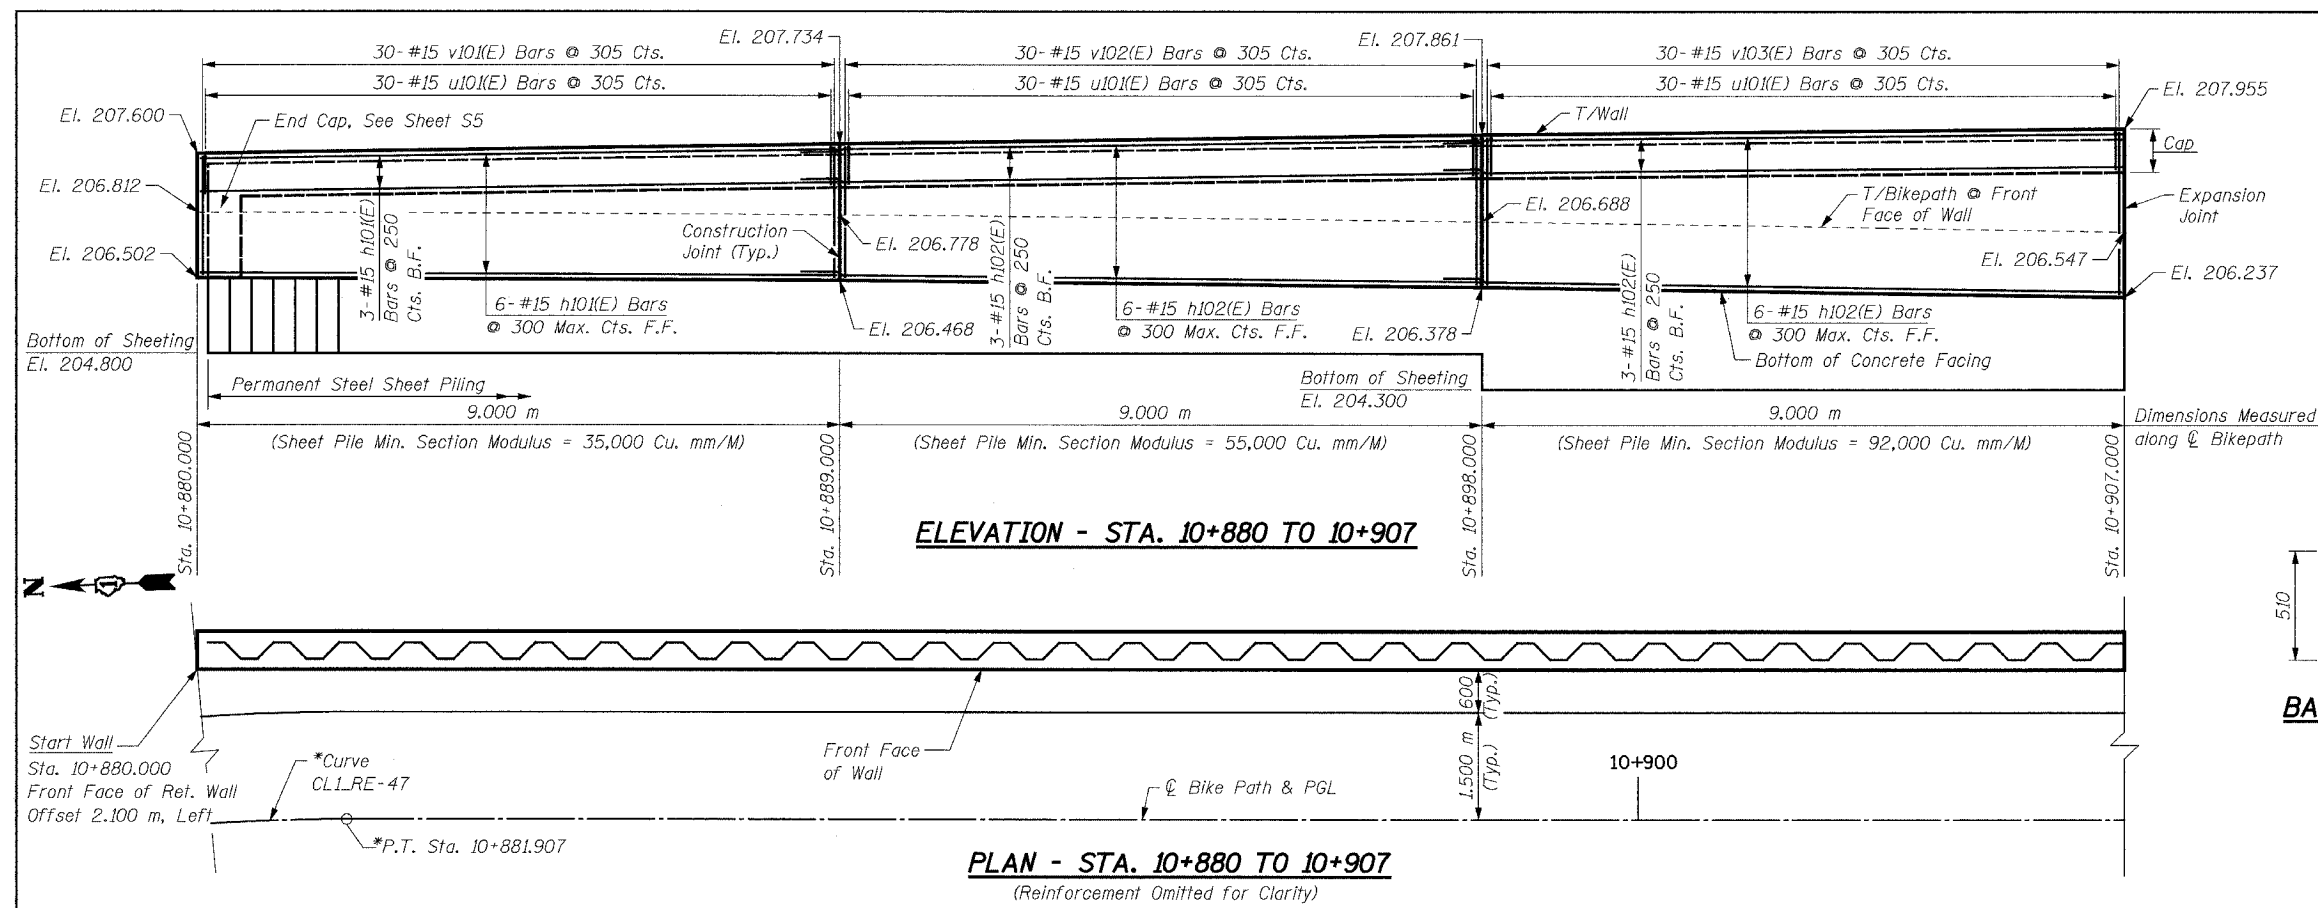 30-#15 v101(E) Bars @ 305 Cts.
El. 207.734
30-#15 v102(E) Bars @ 305 Cts.
El. 207.861
30-#15 v103(E) Bars @ 305 Cts.
30-#15 u101(E) Bars @ 305 Cts.
30-#15 u101(E) Bars @ 305 Cts.
30-#15 u101(E) Bars @ 305 Cts.
El. 207.955
El. 207.600
End Cap, See Sheet S5
T/Wall
Cap
El. 206.812
T/Bikepath @ Front
Face of Wall
Expansion
Joint
El. 206.688
Construction
Joint (Typ.)
El. 206.778
El. 206.502
El. 206.547
El. 206.237
3-#15 h101(E)
Bars @ 250
Cts. B.F.
6-#15 h101(E) Bars
@ 300 Max. Cts. F.F.
El. 206.468
3-#15 h102(E)
Bars @ 250
Cts. B.F.
6-#15 h102(E) Bars
@ 300 Max. Cts. F.F.
El. 206.378
3-#15 h102(E)
Bars @ 250
Cts. B.F.
6-#15 h102(E) Bars
@ 300 Max. Cts. F.F.
Bottom of Concrete Facing
Bottom of Sheeting
El. 204.800
Permanent Steel Sheet Piling
Bottom of Sheeting
El. 204.300
9.000 m
9.000 m
9.000 m
Dimensions Measured
along ℄ Bikepath
(Sheet Pile Min. Section Modulus = 35,000 Cu. mm/M)
(Sheet Pile Min. Section Modulus = 55,000 Cu. mm/M)
(Sheet Pile Min. Section Modulus = 92,000 Cu. mm/M)
Sta. 10+880.000
Sta. 10+889.000
Sta. 10+898.000
Sta. 10+907.000
ELEVATION - STA. 10+880 TO 10+907
N
510
BA
600
(Typ.)
1.500 m
(Typ.)
Start Wall
Sta. 10+880.000
Front Face of Ret. Wall
Offset 2.100 m, Left
*Curve
CL1_RE-47
Front Face
of Wall
10+900
℄ Bike Path & PGL
*P.T. Sta. 10+881.907
PLAN - STA. 10+880 TO 10+907
(Reinforcement Omitted for Clarity)